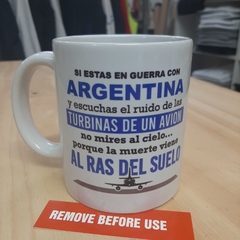 SI ESTAS EN GUERRA CON
ARGENTINA
y escuchas el ruido de las
TURBINAS DE UN AVION
no mires al cielo...
porque la muerte viene
AL RAS DEL SUELO
REMOVE BEFORE USE